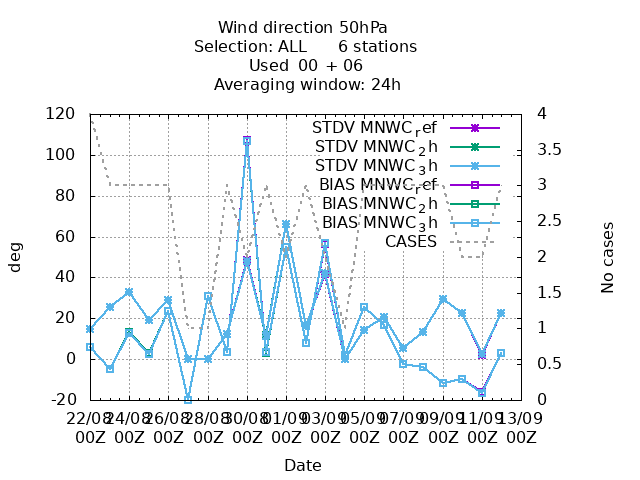 Wind direction 50hPa
Selection: ALL 6 stations
Used 00 + 06
Averaging window: 24h
120 4
STDV MNWC_ref
STDV MNWC_2h
3.5
100
STDV MNWC_3h
BIAS MNWC_ref 3
80
BIAS MNWC_2h
BIAS MNWC_3h 2.5
60
CASES
2
40
1.5
20
1
0
0.5
-20 0
deg
No cases
22/08 24/08 26/08 28/08 30/08 01/09 03/09 05/09 07/09 09/09 11/09 13/09
00Z 00Z 00Z 00Z 00Z 00Z 00Z 00Z 00Z 00Z 00Z 00Z
Date